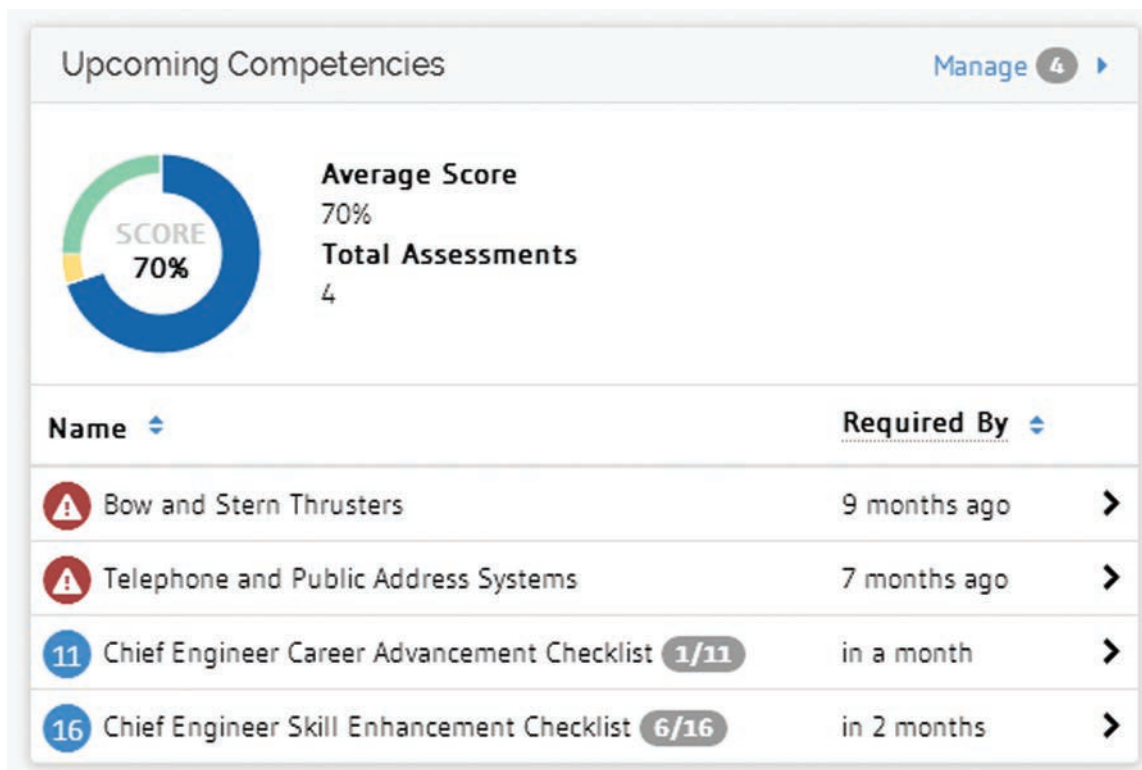 Upcoming Competencies Manage 4
SCORE
70%
Average Score
70%
Total Assessments
4
Name Required By
Bow and Stern Thrusters 9 months ago
Telephone and Public Address Systems 7 months ago
11 Chief Engineer Career Advancement Checklist 1/11 in a month
16 Chief Engineer Skill Enhancement Checklist 6/16 in 2 months